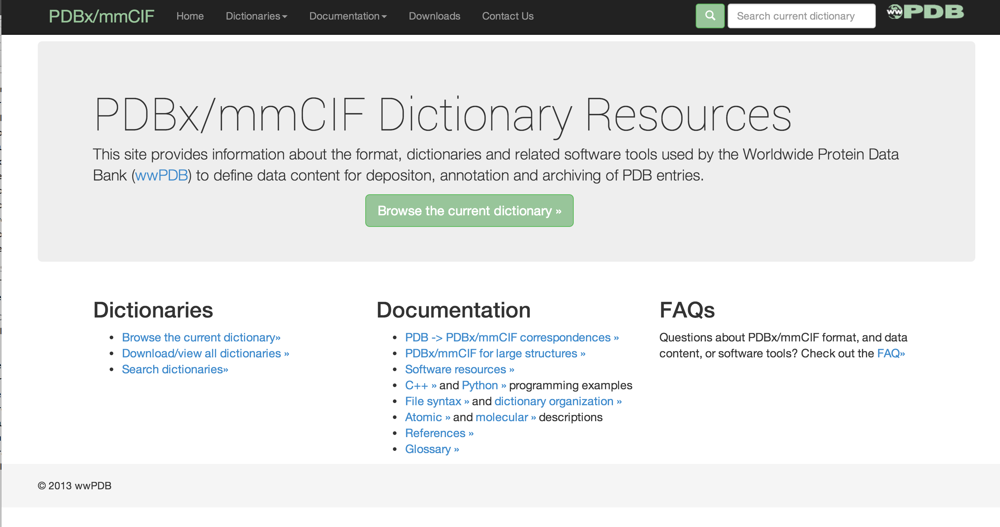 PDBx/mmCIF Home Dictionaries Documentation Downloads Contact Us Search current dictionary wwPDB
PDBx/mmCIF Dictionary Resources
This site provides information about the format, dictionaries and related software tools used by the Worldwide Protein Data
Bank (wwPDB) to define data content for depositon, annotation and archiving of PDB entries.
Browse the current dictionary »
Dictionaries
• Browse the current dictionary»
• Download/view all dictionaries »
• Search dictionaries»
Documentation
• PDB -> PDBx/mmCIF correspondences »
• PDBx/mmCIF for large structures »
• Software resources »
• C++ » and Python » programming examples
• File syntax » and dictionary organization »
• Atomic » and molecular » descriptions
• References »
• Glossary »
FAQs
Questions about PDBx/mmCIF format, and data
content, or software tools? Check out the FAQ»
© 2013 wwPDB